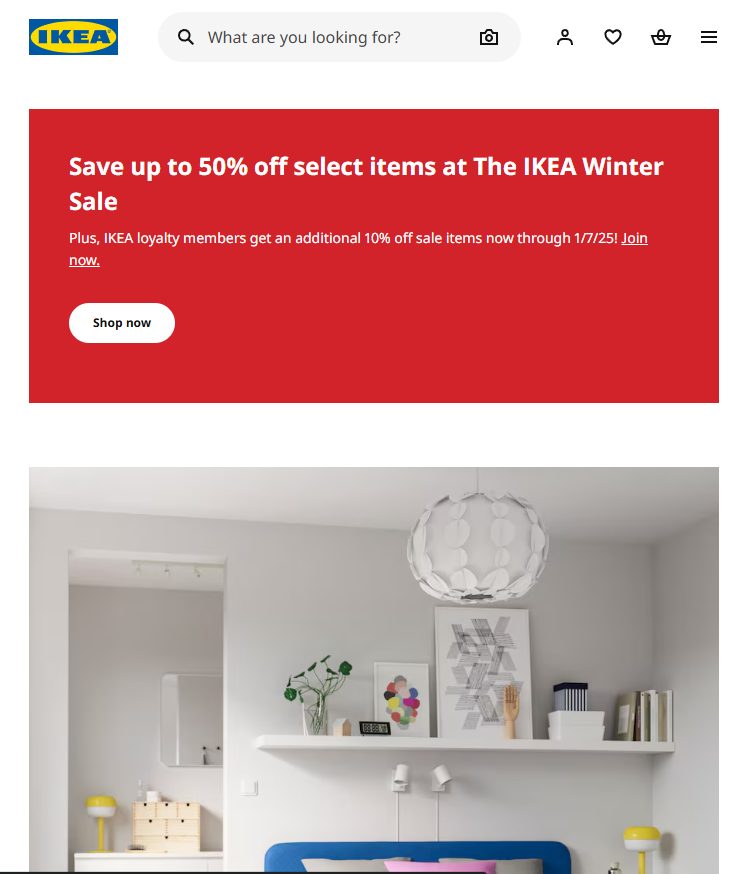 IKEA
What are you looking for?
Save up to 50% off select items at The IKEA Winter
Sale
Plus, IKEA loyalty members get an additional 10% off sale items now through 1/7/25! Join
now.
Shop now